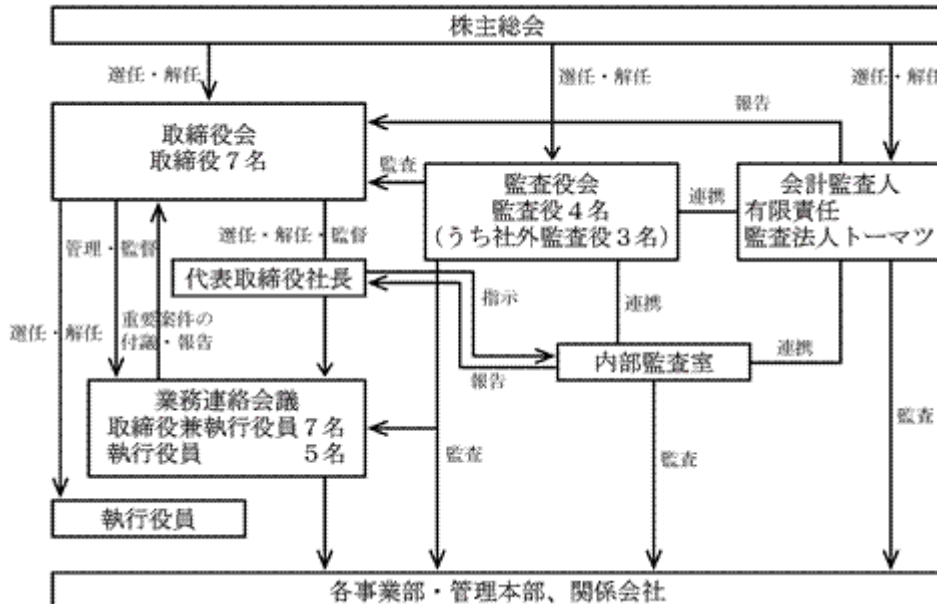 株主総会
選任・解任
選任・解任
選任・解任
報告
取締役会
取締役７名
監査
監査役会
監査役４名
（うち社外監査役３名）
連携
会計監査人
有限責任
監査法人トーマツ
管理・監督
選任・解任・監督
代表取締役社長
指示
連携
選任・解任
重要案件の
付議・報告
報告
内部監査室
連携
業務連絡会議
取締役兼執行役員７名
執行役員　　　５名
監査
監査
監査
執行役員
各事業部・管理本部、関係会社